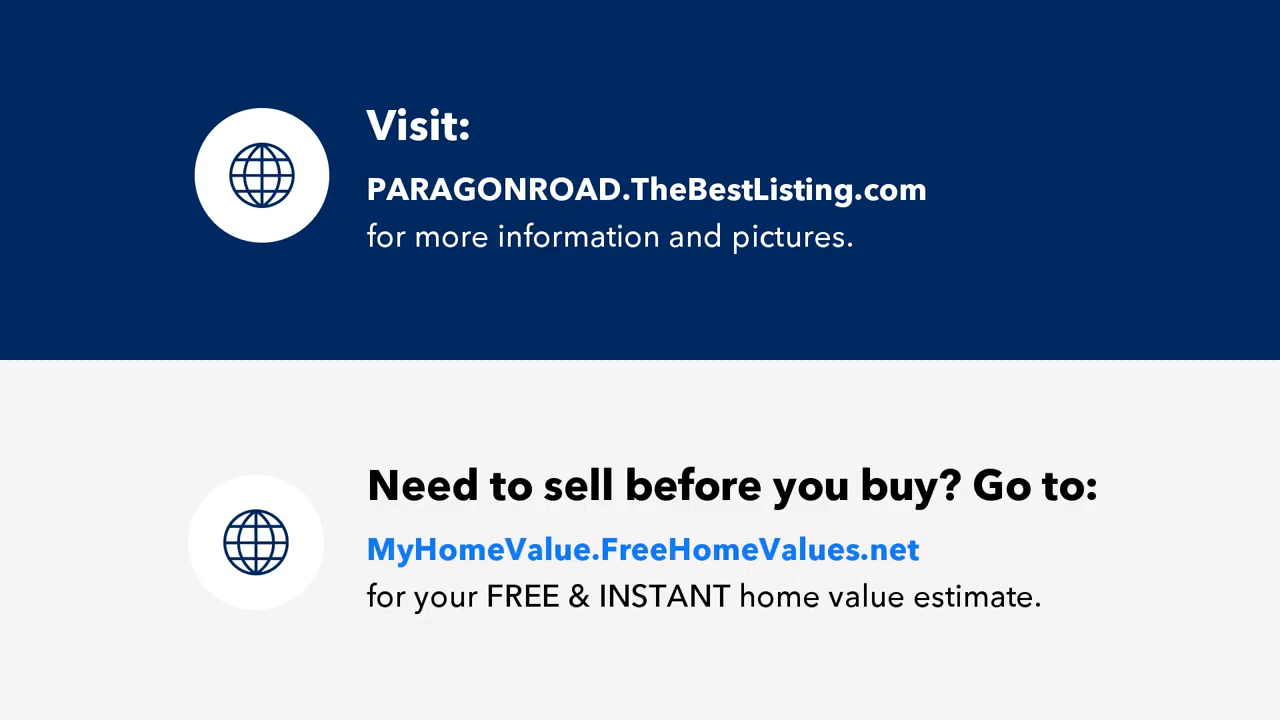 Visit:
PARAGONROAD.TheBestListing.com
for more information and pictures.
Need to sell before you buy? Go to:
MyHomeValue.FreeHomeValues.net
for your FREE & INSTANT home value estimate.